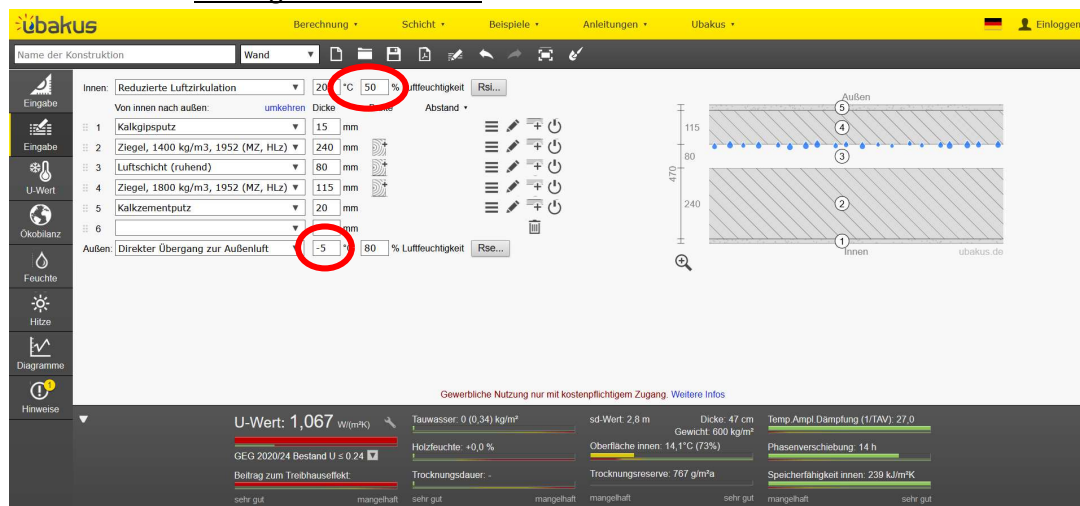 übakus Berechnung Schicht Beispiele Anleitungen Ubakus Einloggen
Name der Konstruktion Wand
Eingabe
Eingabe
U-Wert
Ökobilanz
Feuchte
Hitze
Diagramme
Hinweise
Innen: Reduzierte Luftzirkulation 20 °C 50 % Luftfeuchtigkeit Rsi...
Von innen nach außen: umkehren Dicke Abstand
1 Kalkgipsputz 15 mm
2 Ziegel, 1400 kg/m3, 1952 (MZ, HLz) 240 mm
3 Luftschicht (ruhend) 80 mm
4 Ziegel, 1800 kg/m3, 1952 (MZ, HLz) 115 mm
5 Kalkzementputz 20 mm
6 mm
Außen: Direkter Übergang zur Außenluft -5 °C 80 % Luftfeuchtigkeit Rse...
Außen
5
115 4
80 3
470
240 2
1
Innen
ubakus.de
Gewerbliche Nutzung nur mit kostenpflichtigem Zugang. Weitere Infos
U-Wert: 1,067 W/(m²K)
GEG 2020/24 Bestand U ≤ 0.24
Beitrag zum Treibhauseffekt:
sehr gut mangelhaft
Tauwasser: 0 (0,34) kg/m²
Holzfeuchte: +0,0 %
Trocknungsdauer: -
sehr gut mangelhaft
sd-Wert: 2,8 m Dicke: 47 cm
Gewicht: 600 kg/m²
Oberfläche innen: 14,1°C (73%)
Trocknungsreserve: 767 g/m²a
mangelhaft sehr gut
Temp.Ampl.Dämpfung (1/TAV): 27,0
Phasenverschiebung: 14 h
Speicherfähigkeit innen: 239 kJ/m²K
mangelhaft sehr gut